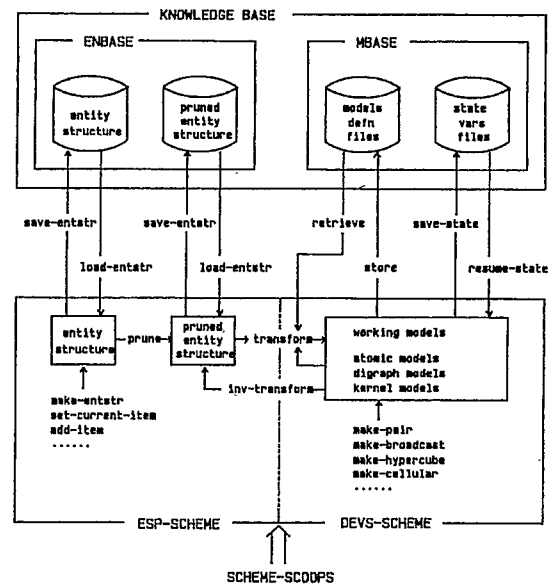 KNOWLEDGE BASE
ENBASE
MBASE
entity
structure
pruned
entity
structure
models
defn
files
state
vars
files
save-entstr
save-entstr
retrieve
save-state
load-entstr
load-entstr
store
resume-state
entity
structure
prune
pruned,
entity
structure
transform
working models
atomic models
digraph models
kernel models
inv-transform
make-entstr
set-current-item
add-item
......
make-pair
make-broadcast
make-hypercube
make-cellular
......
ESP-SCHEME
DEVS-SCHEME
SCHEME-SCOOPS